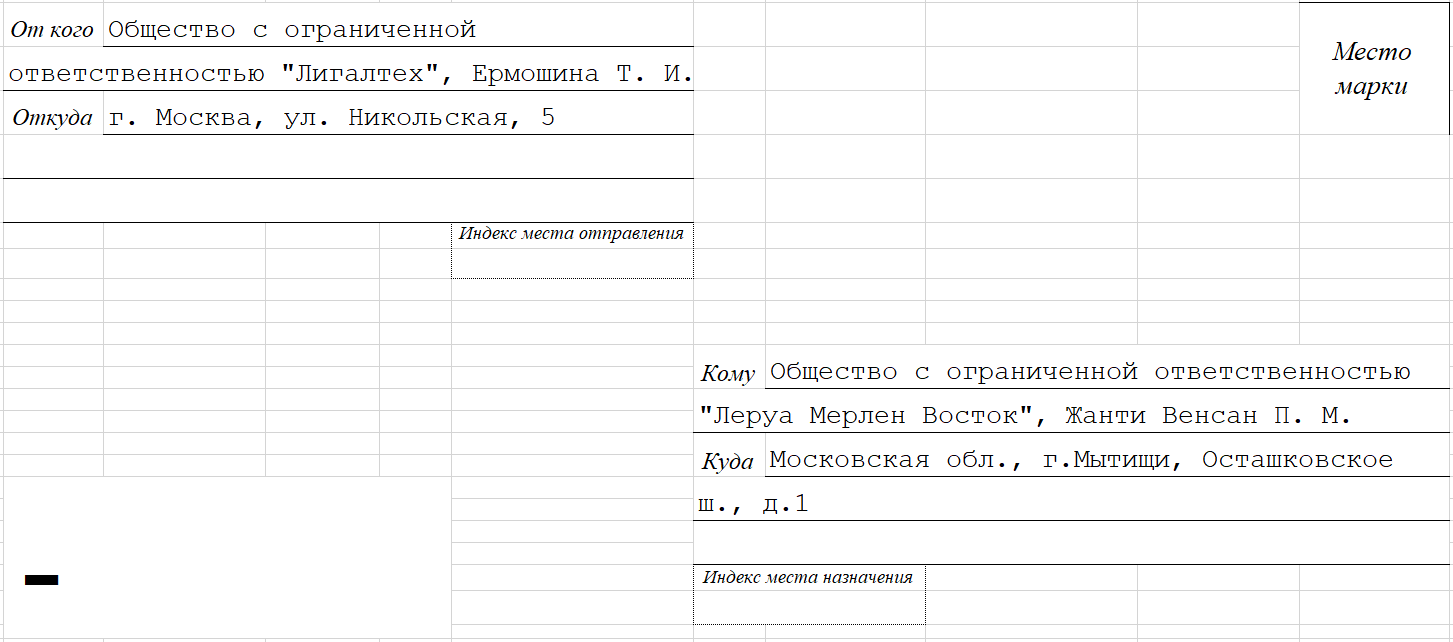 От кого Общество с ограниченной
ответственностью "Лигалтех", Ермошина Т. И.
Откуда г. Москва, ул. Никольская, 5
Индекс места отправления
Место
марки
Кому Общество с ограниченной ответственностью
"Леруа Мерлен Восток", Жанти Венсан П. М.
Куда Московская обл., г.Мытищи, Осташковское
ш., д.1
Индекс места назначения